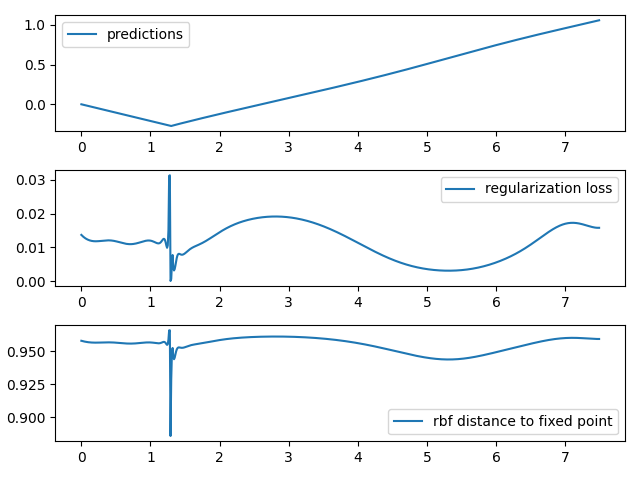 1.0
0.5
0.0
predictions
0 1 2 3 4 5 6 7
0.03
0.02
0.01
0.00
regularization loss
0 1 2 3 4 5 6 7
0.950
0.925
0.900
rbf distance to fixed point
0 1 2 3 4 5 6 7